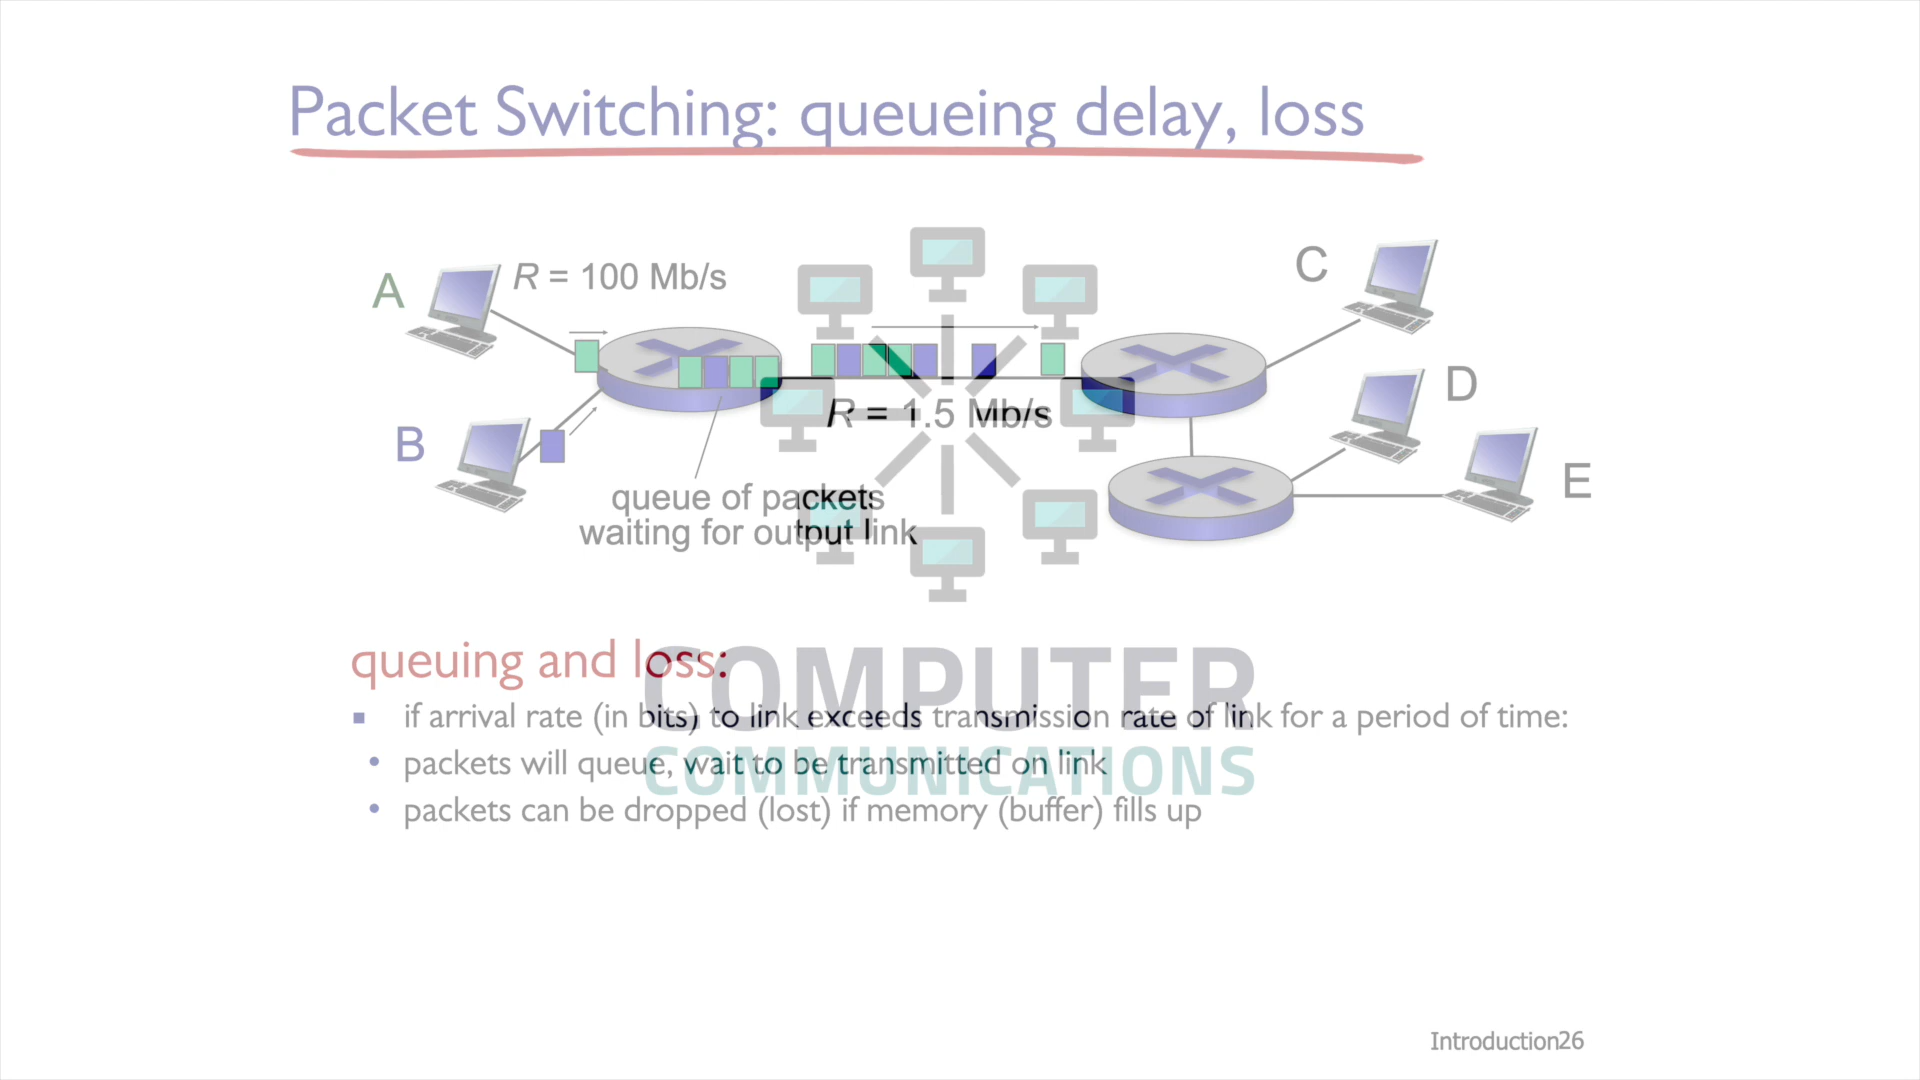 Packet Switching: queueing delay, loss
A
R = 100 Mb/s
C
B
R = 1.5 Mb/s
D
E
queue of packets
waiting for output link
queuing and loss:
COMPUTER
▪ if arrival rate (in bits) to link exceeds transmission rate of link for a period of time:
• packets will queue, wait to be transmitted on link
COMMUNICATIONS
• packets can be dropped (lost) if memory (buffer) fills up
Introduction26